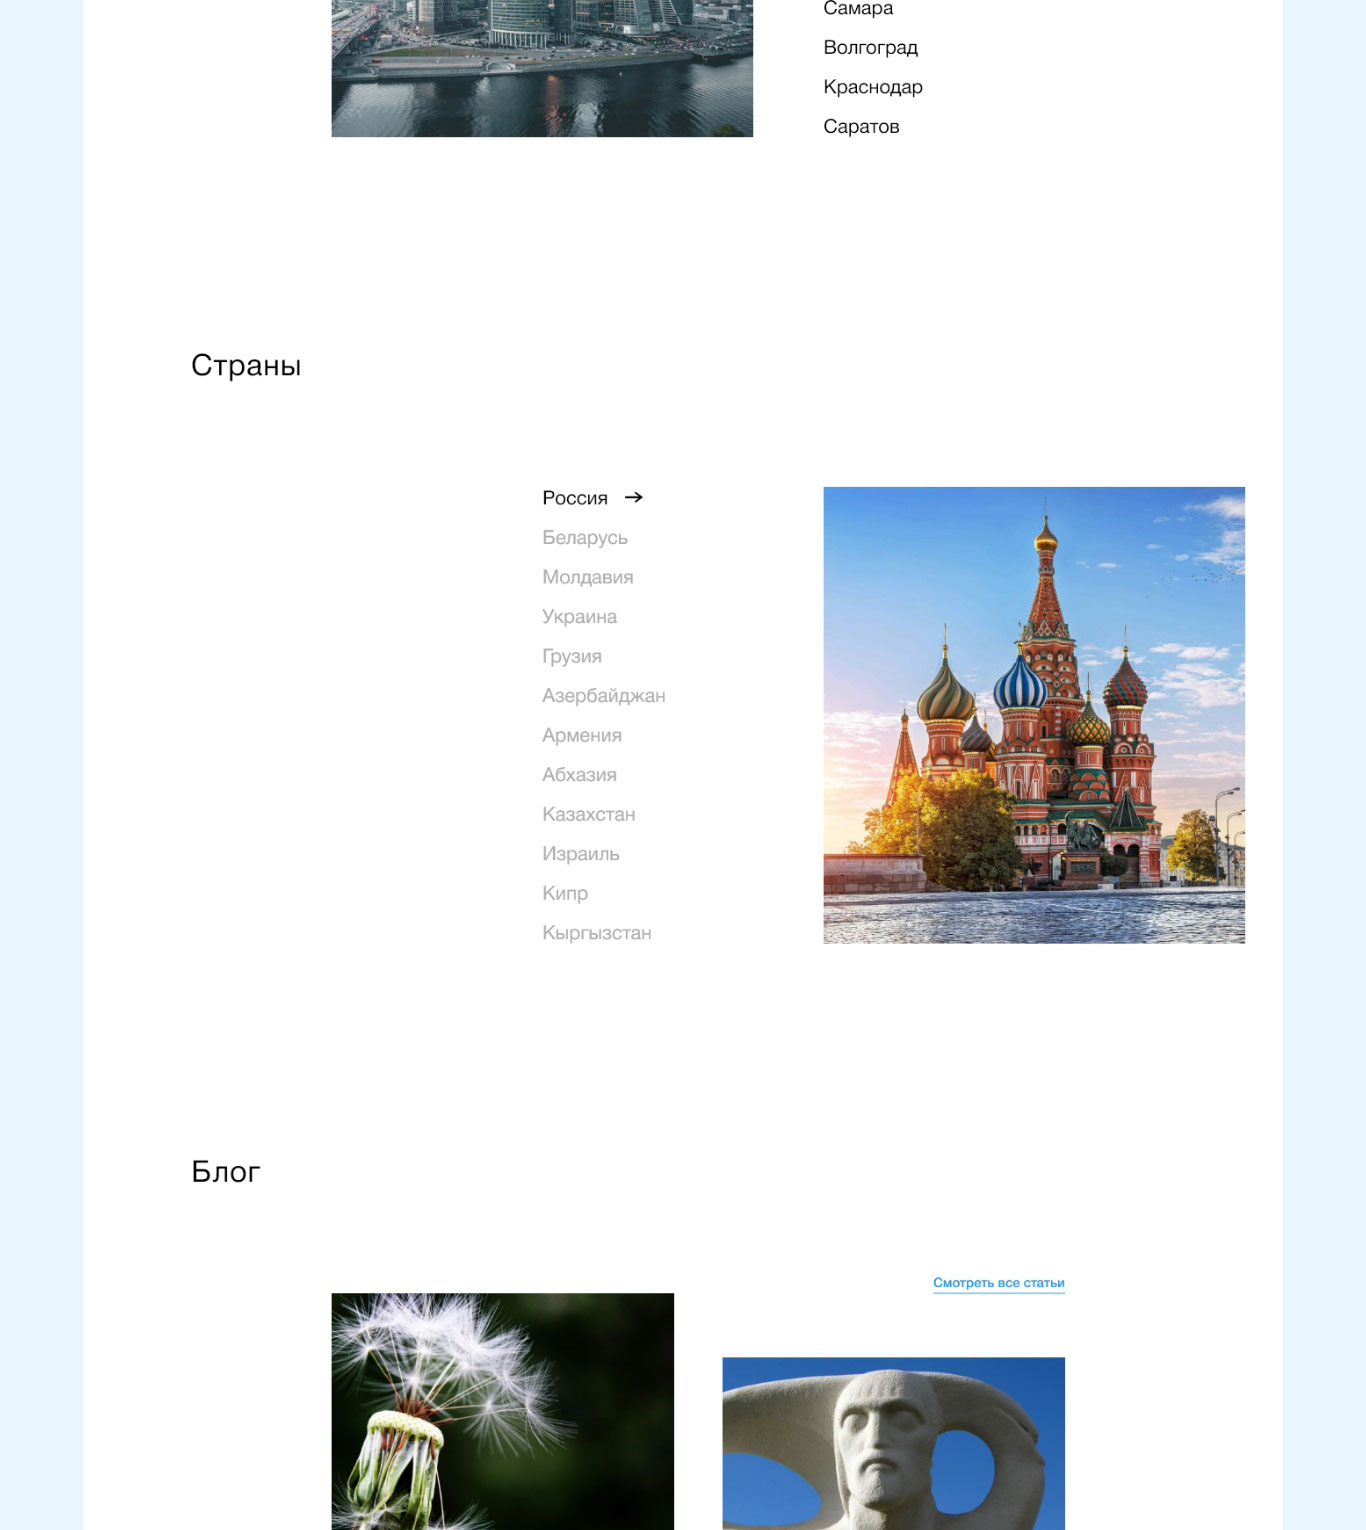 Самара
Волгоград
Краснодар
Саратов
Страны
Россия →
Беларусь
Молдавия
Украина
Грузия
Азербайджан
Армения
Абхазия
Казахстан
Израиль
Кипр
Кыргызстан
Блог
Смотреть все статьи